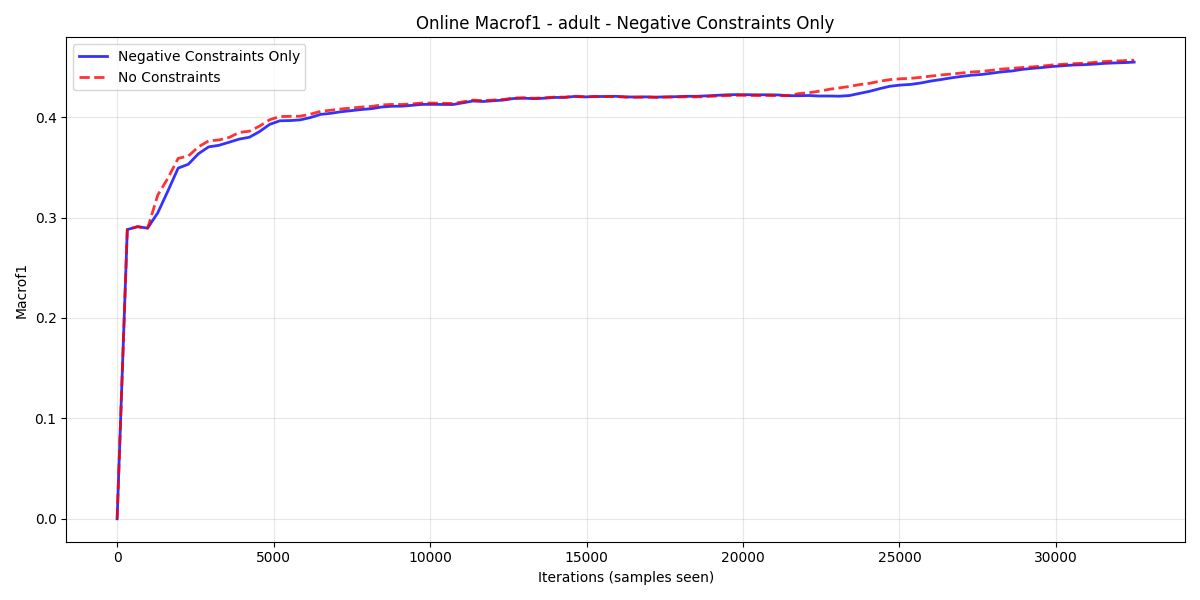 Online Macrof1 - adult - Negative Constraints Only
Negative Constraints Only
No Constraints
Macrof1
0.4
0.3
0.2
0.1
0.0
0
5000
10000
15000
20000
25000
30000
Iterations (samples seen)